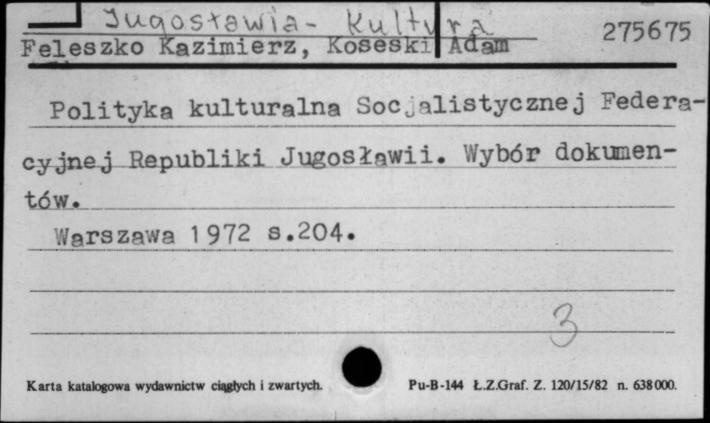 Jugosławia - Kultura
275675
Feleszko Kazimierz, Koseski Adam
Polityka kulturalna Socjalistycznej Federa-
cyjnej Republiki Jugosławii. Wybór dokumen-
tów.
Warszawa 1972 s.204.
3
Karta katalogowa wydawnictw ciągłych i zwartych.
Pu-B-144 Ł.Z.Graf. Z. 120/15/82 n. 638000.